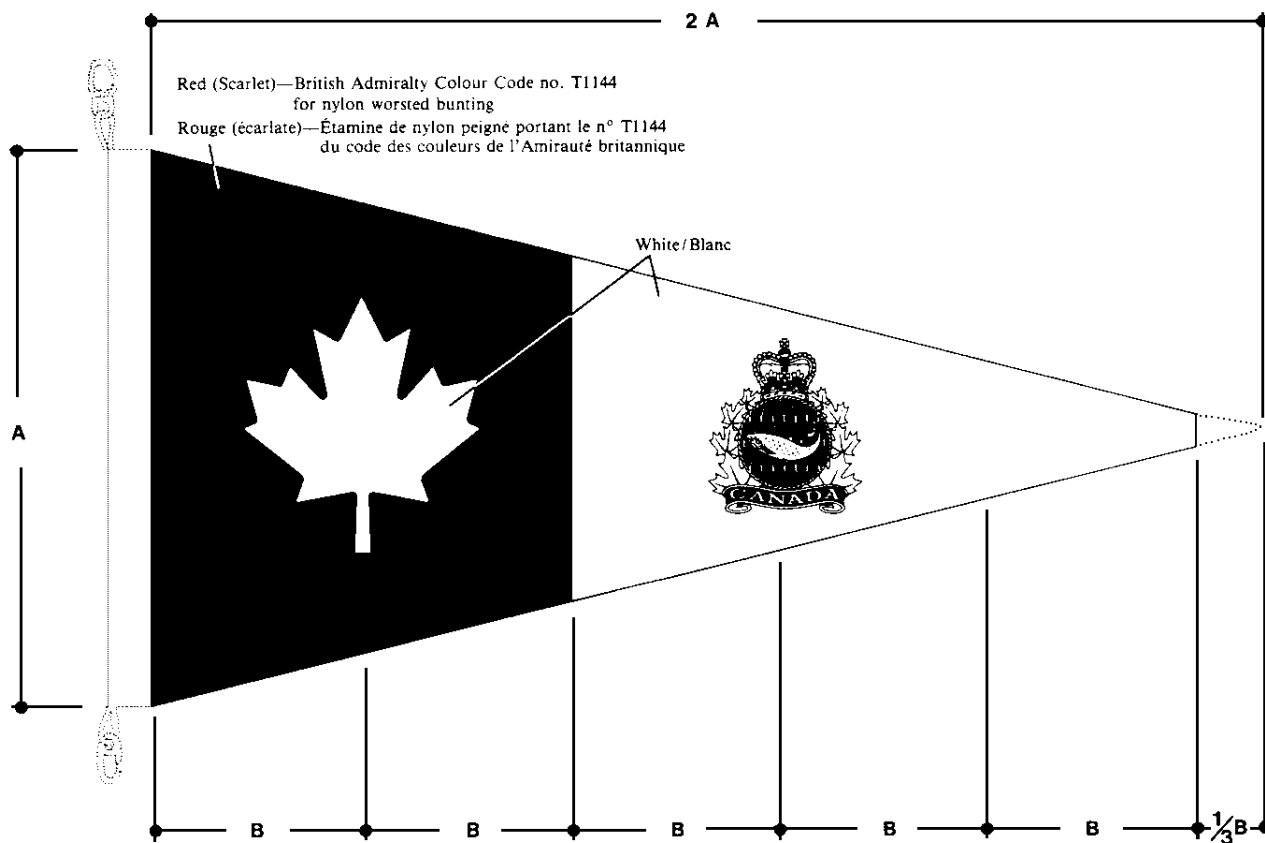 2 A
Red (Scarlet)—British Admiralty Colour Code no. T1144
for nylon worsted bunting
Rouge (écarlate)—Étamine de nylon peigné portant le n° T1144
du code des couleurs de l'Amirauté britannique
White/Blanc
A
CANADA
B
B
B
B
B
1/3 B